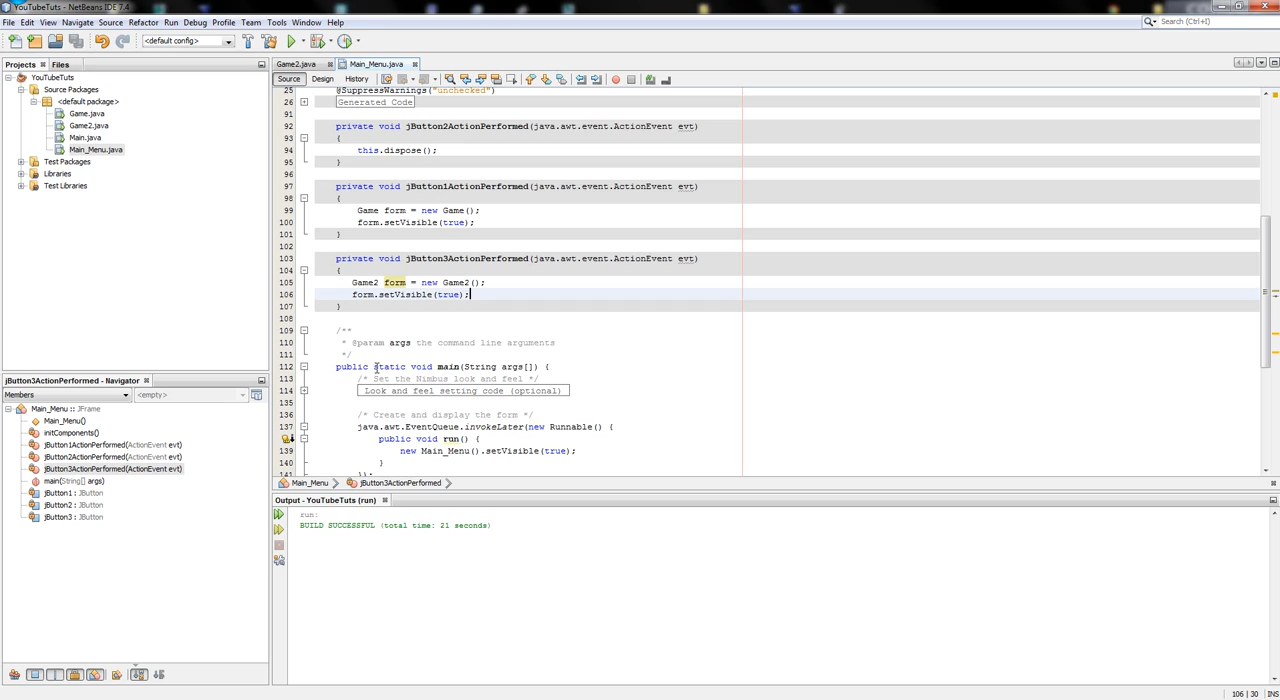 YouTubeTuts - NetBeans IDE 7.4
File Edit View Navigate Source Refactor Run Debug Profile Team Tools Window Help
Search (Ctrl+I)
<default config>
Projects Files
Game2.java Main_Menu.java
Source Design History
YouTubeTuts
Source Packages
<default package>
Game.java
Game2.java
Main.java
Main_Menu.java
Test Packages
Libraries
Test Libraries
25 @SuppressWarnings("unchecked")
26 Generated Code
91
92 private void jButton2ActionPerformed(java.awt.event.ActionEvent evt)
93 {
94 this.dispose();
95 }
96
97 private void jButton1ActionPerformed(java.awt.event.ActionEvent evt)
98 {
99 Game form = new Game();
100 form.setVisible(true);
101 }
102
103 private void jButton3ActionPerformed(java.awt.event.ActionEvent evt)
104 {
105 Game2 form = new Game2();
106 form.setVisible(true);
107 }
108
109 /**
110 * @param args the command line arguments
111 */
112 public static void main(String args[]) {
113 /* Set the Nimbus look and feel */
114 Look and feel setting code (optional)
135
136 /* Create and display the form */
137 java.awt.EventQueue.invokeLater(new Runnable() {
public void run() {
139 new Main_Menu().setVisible(true);
140 }
141 });
Main_Menu jButton3ActionPerformed
jButton3ActionPerformed - Navigator
Members <empty>
Main_Menu :: JFrame
Main_Menu()
initComponents()
jButton1ActionPerformed(ActionEvent evt)
jButton2ActionPerformed(ActionEvent evt)
jButton3ActionPerformed(ActionEvent evt)
main(String[] args)
jButton1 : JButton
jButton2 : JButton
jButton3 : JButton
Output - YouTubeTuts (run)
run:
BUILD SUCCESSFUL (total time: 21 seconds)
106 | 30 INS